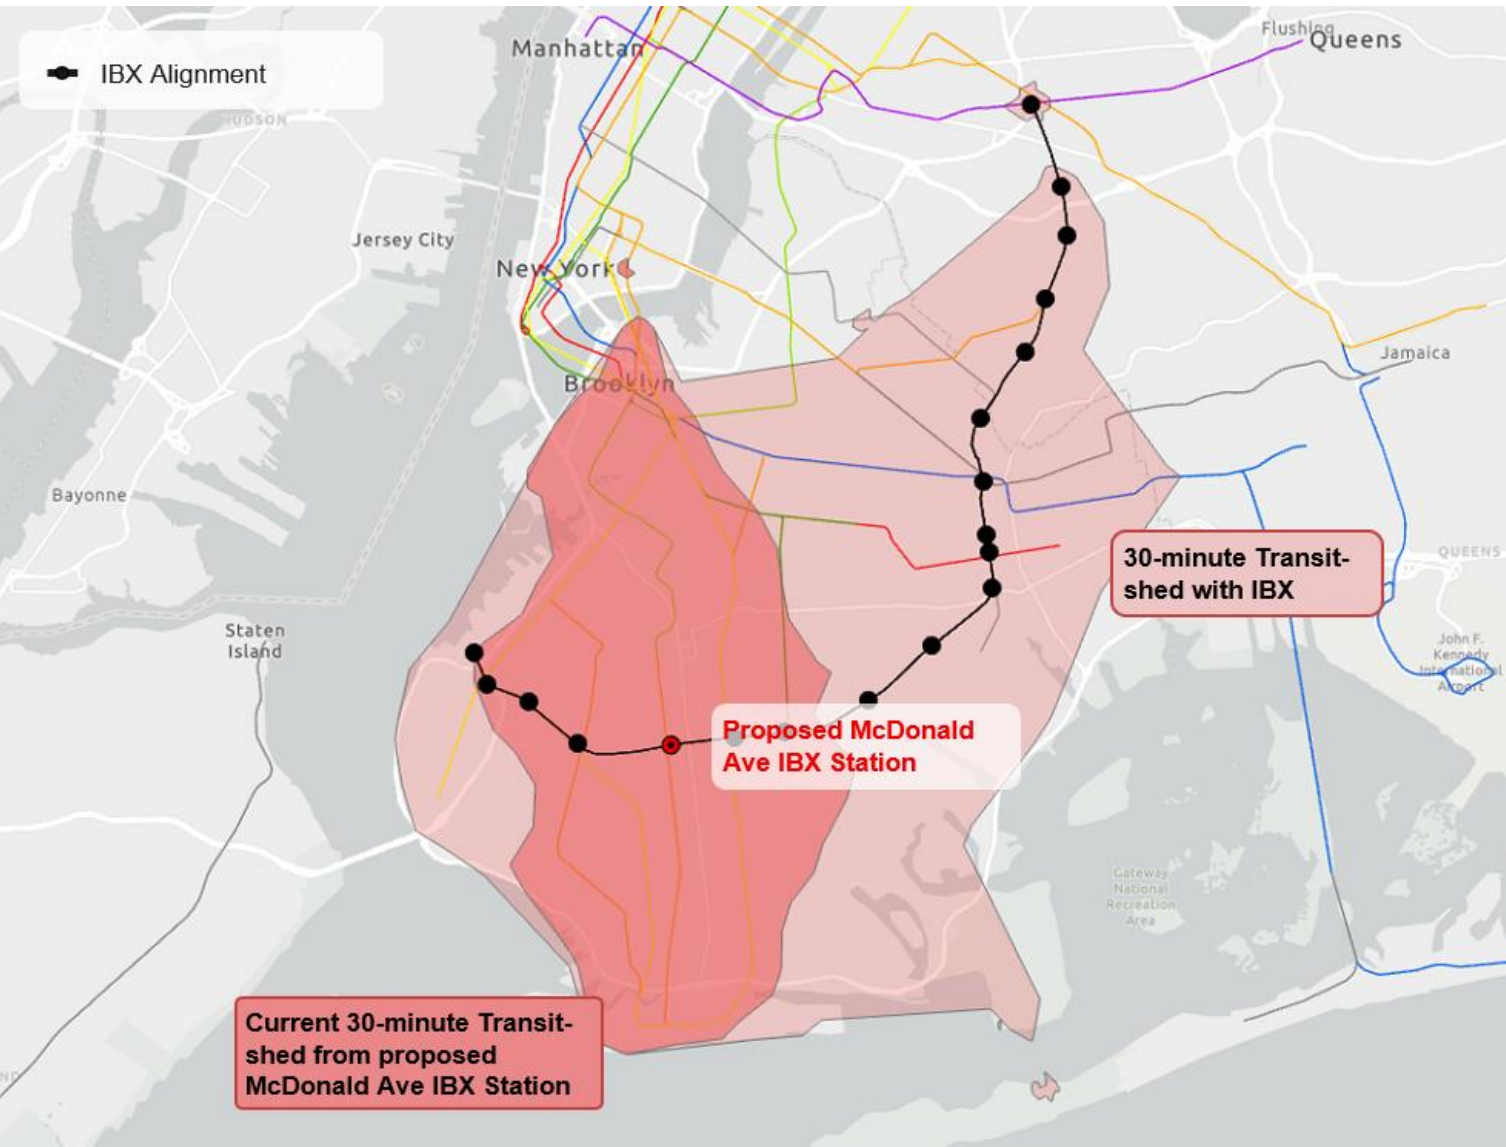 Flushing
Queens
Manhattan
IBX Alignment
HUDSON
Jersey City
New York
Jamaica
Brooklyn
Bayonne
30-minute Transit-
shed with IBX
QUEENS
Staten
Island
John F.
Kennedy
International
Airport
Proposed McDonald
Ave IBX Station
Gateway
National
Recreation
Area
Current 30-minute Transit-
shed from proposed
McDonald Ave IBX Station